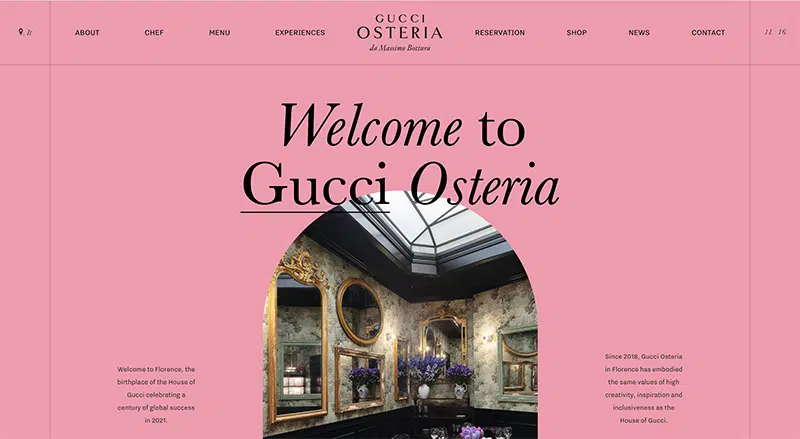 It
ABOUT
CHEF
MENU
EXPERIENCES
GUCCI
OSTERIA
da Massimo Bottura
RESERVATION
SHOP
NEWS
CONTACT
11 16
Welcome to
Gucci Osteria
Welcome to Florence, the
birthplace of the House of
Gucci celebrating a
century of global success
in 2021.
Since 2018, Gucci Osteria
in Florence has embodied
the same values of high
creativity, inspiration and
inclusiveness as the
House of Gucci.